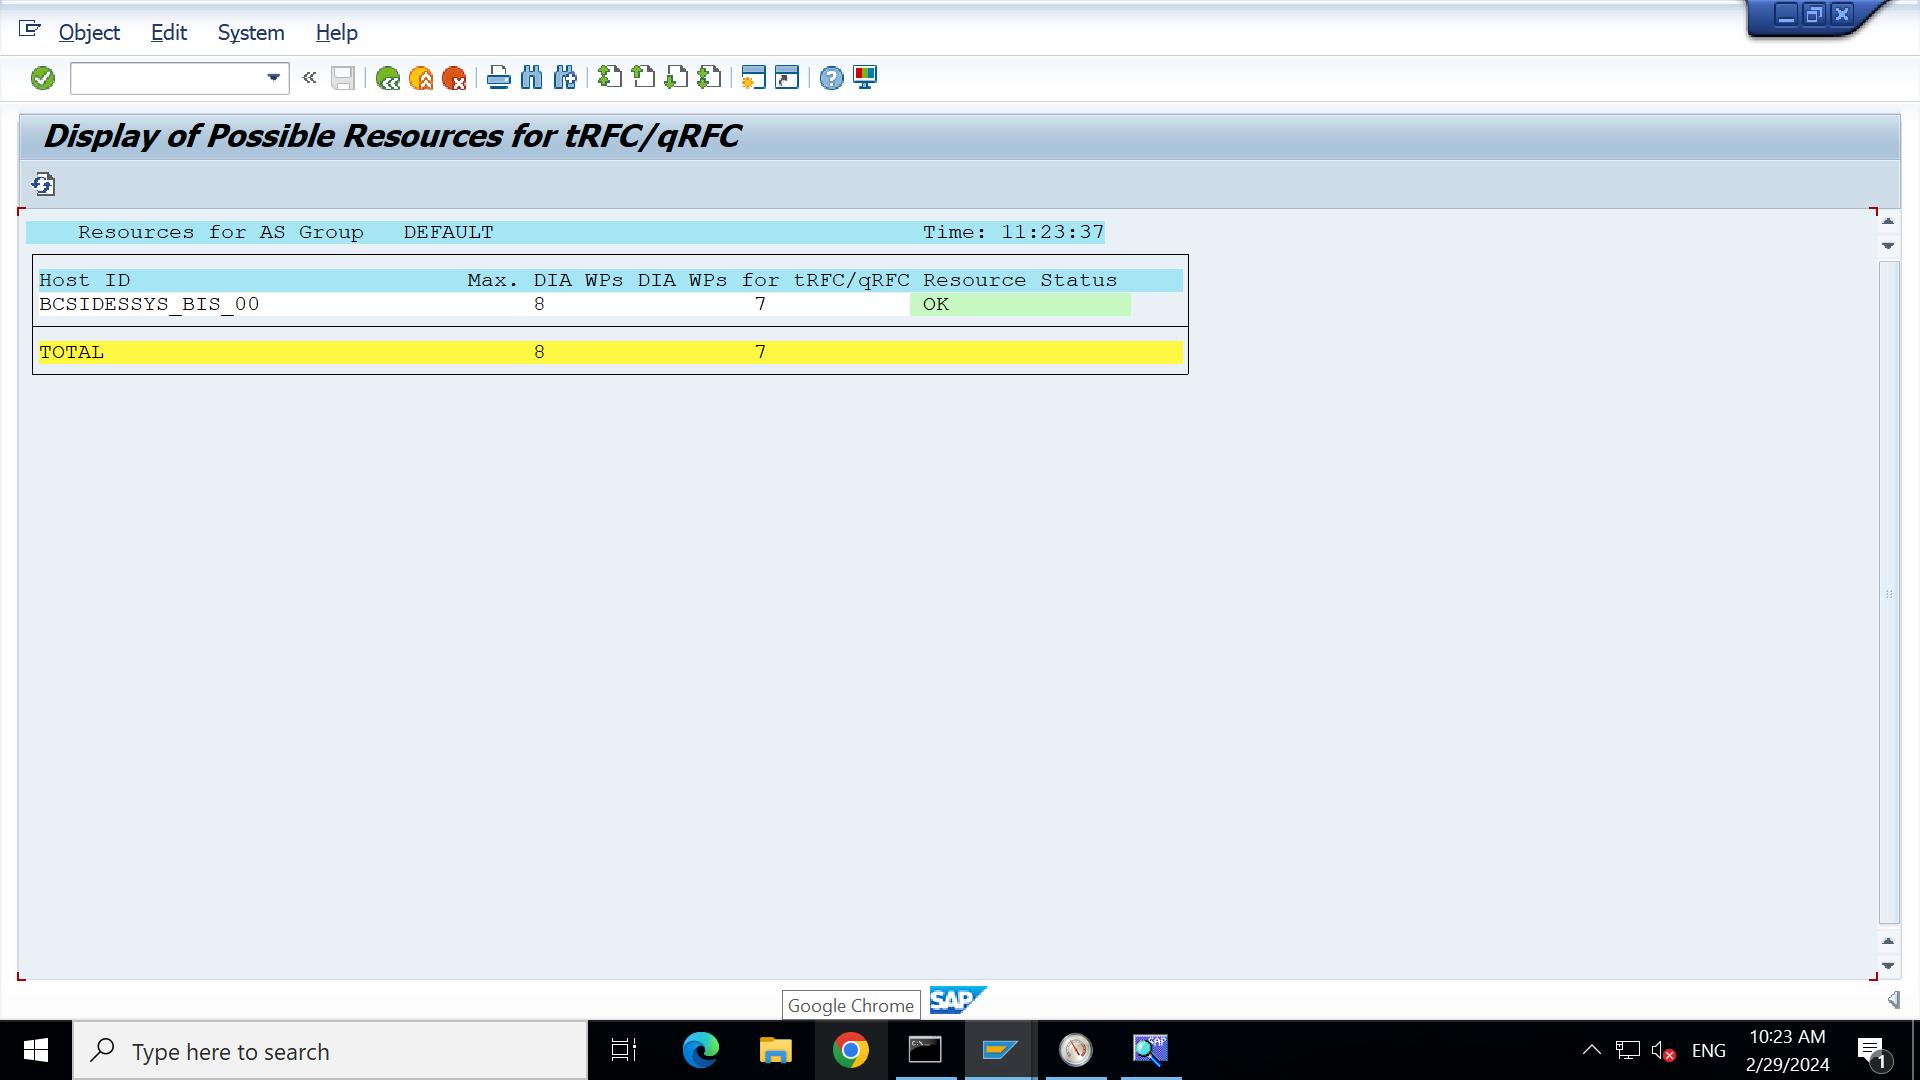 Object Edit System Help
Display of Possible Resources for tRFC/qRFC
Resources for AS Group DEFAULT Time: 11:23:37
Host ID Max. DIA WPs DIA WPs for tRFC/qRFC Resource Status
BCSIDESSYS_BIS_00 8 7 OK
TOTAL 8 7
Google Chrome SAP
Type here to search
ENG
10:23 AM
2/29/2024
1